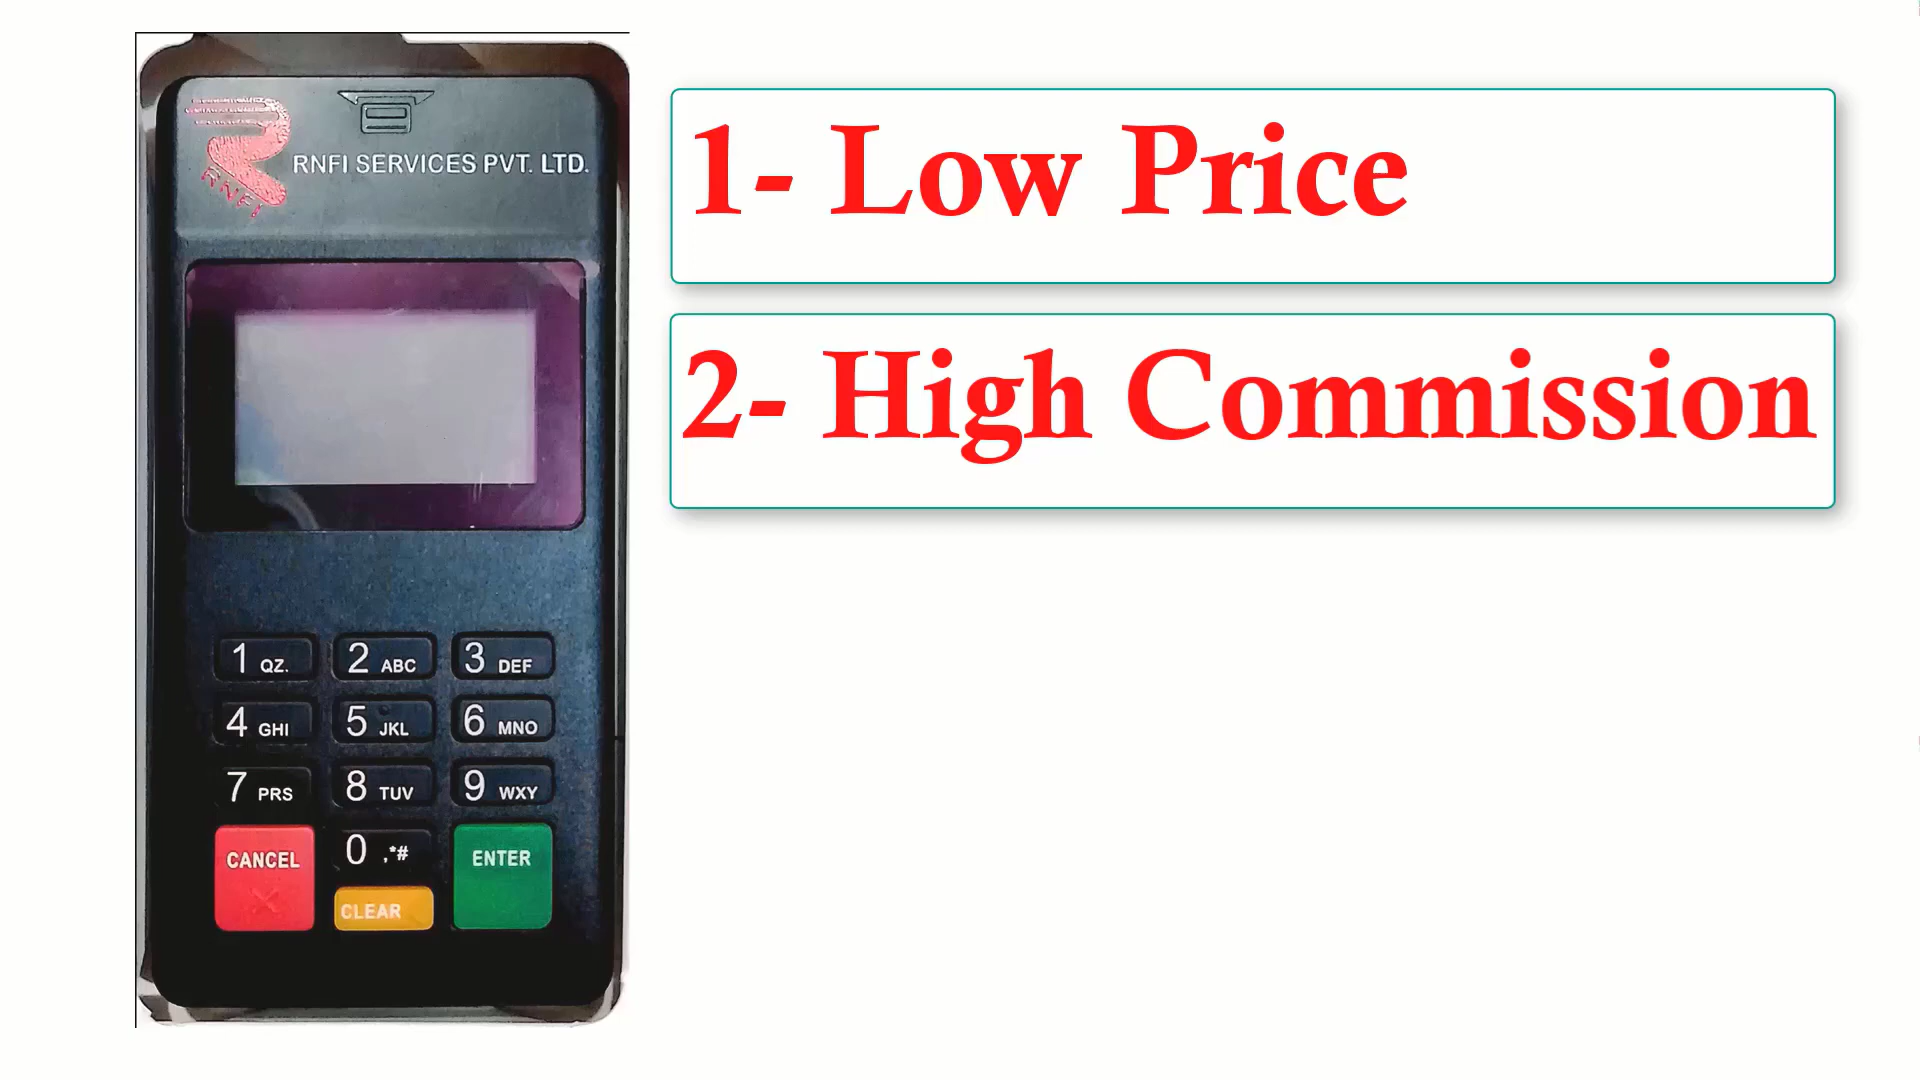 RNFI
RNFI SERVICES PVT. LTD.
1- Low Price
2- High Commission
1 QZ. 2 ABC 3 DEF
4 GHI 5 JKL 6 MNO
7 PRS 8 TUV 9 WXY
CANCEL 0 ,*# ENTER
CLEAR